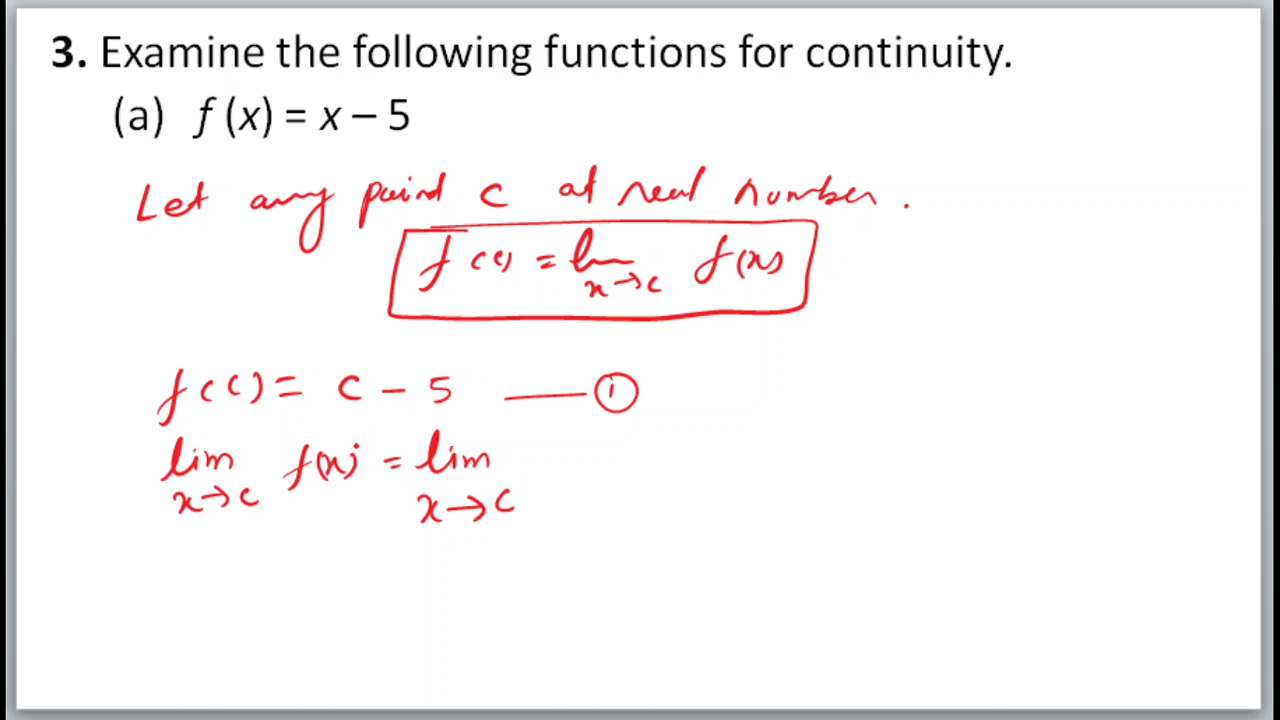 3. Examine the following functions for continuity.
(a) f (x) = x – 5
Let any point c at real number.
f(c) = lim x→c f(x)
f(c) = c - 5 —— ①
lim x→c f(x) = lim x→c